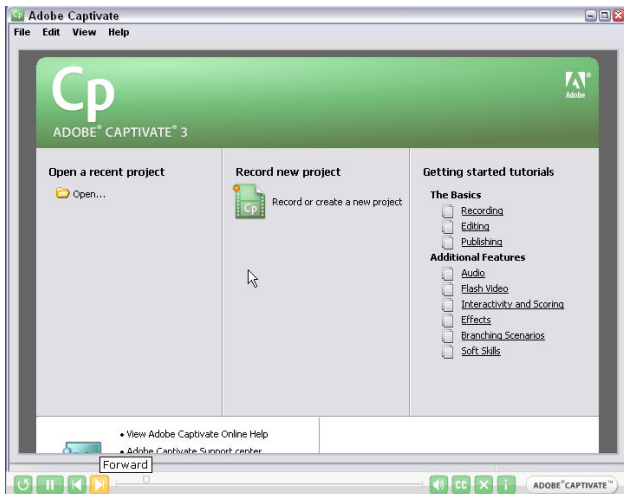 Adobe Captivate
File Edit View Help
Cp
ADOBE® CAPTIVATE® 3
Adobe®
Open a recent project
Open...
Record new project
Cp
Record or create a new project
Getting started tutorials
The Basics
Recording
Editing
Publishing
Additional Features
Audio
Flash Video
Interactivity and Scoring
Effects
Branching Scenarios
Soft Skills
• View Adobe Captivate Online Help
• Adobe Captivate Support center
Forward
CC
i
ADOBE® CAPTIVATE™